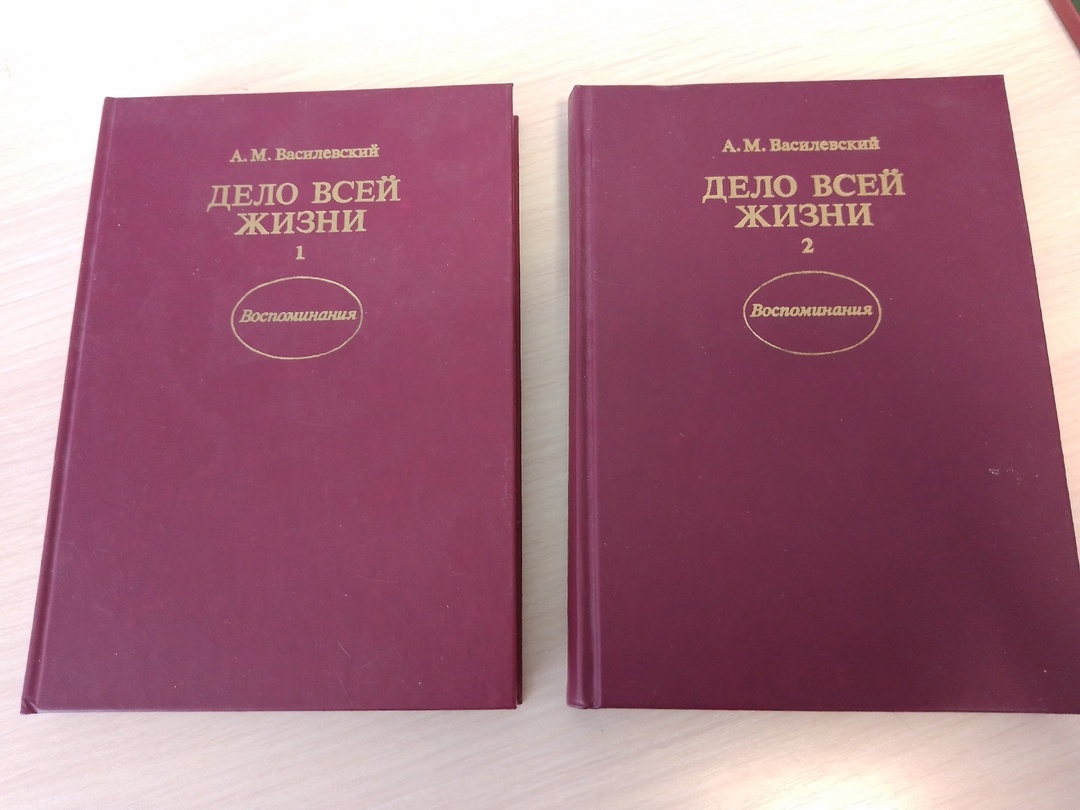 А. М. Василевский
ДЕЛО ВСЕЙ
ЖИЗНИ
1
Воспоминания
А. М. Василевский
ДЕЛО ВСЕЙ
ЖИЗНИ
2
Воспоминания